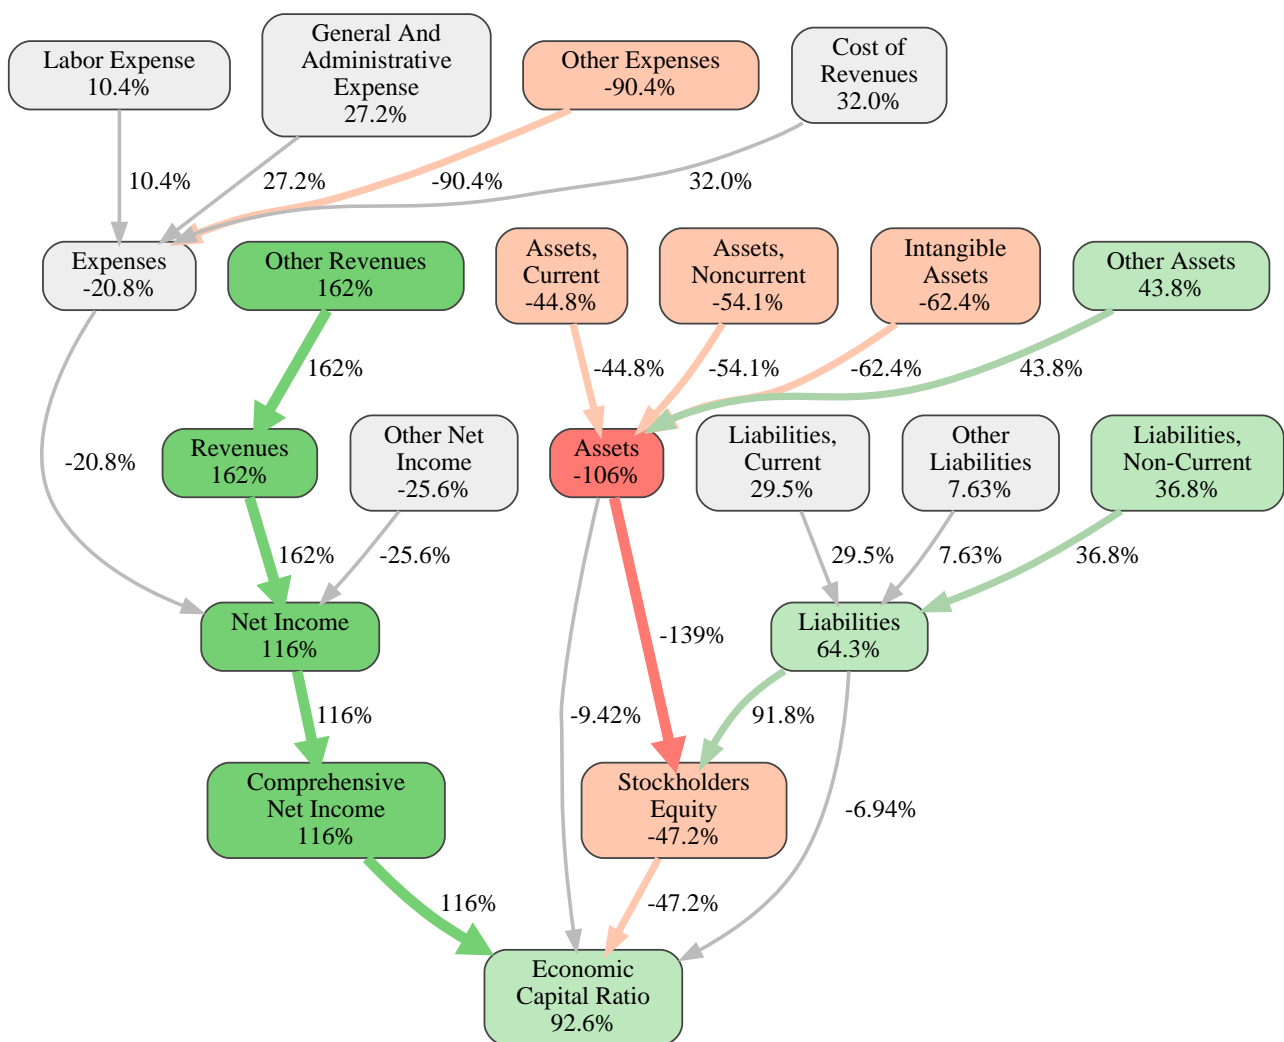 Labor Expense
10.4%
General And
Administrative
Expense
27.2%
Other Expenses
-90.4%
Cost of
Revenues
32.0%
10.4%
27.2%
-90.4%
32.0%
Expenses
-20.8%
Other Revenues
162%
Assets,
Current
-44.8%
Assets,
Noncurrent
-54.1%
Intangible
Assets
-62.4%
Other Assets
43.8%
162%
-44.8%
-54.1%
-62.4%
43.8%
-20.8%
Revenues
162%
Other Net
Income
-25.6%
Assets
-106%
Liabilities,
Current
29.5%
Other
Liabilities
7.63%
Liabilities,
Non-Current
36.8%
162%
-25.6%
29.5%
7.63%
36.8%
Net Income
116%
-139%
Liabilities
64.3%
116%
-9.42%
91.8%
Comprehensive
Net Income
116%
Stockholders
Equity
-47.2%
-6.94%
116%
-47.2%
Economic
Capital Ratio
92.6%